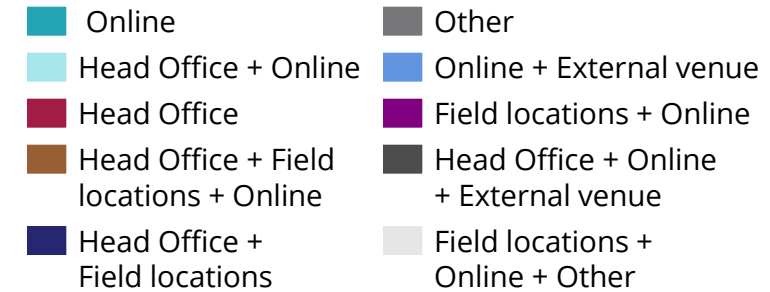 Online
Head Office + Online
Head Office
Head Office + Field
locations + Online
Head Office +
Field locations
Other
Online + External venue
Field locations + Online
Head Office + Online
+ External venue
Field locations +
Online + Other